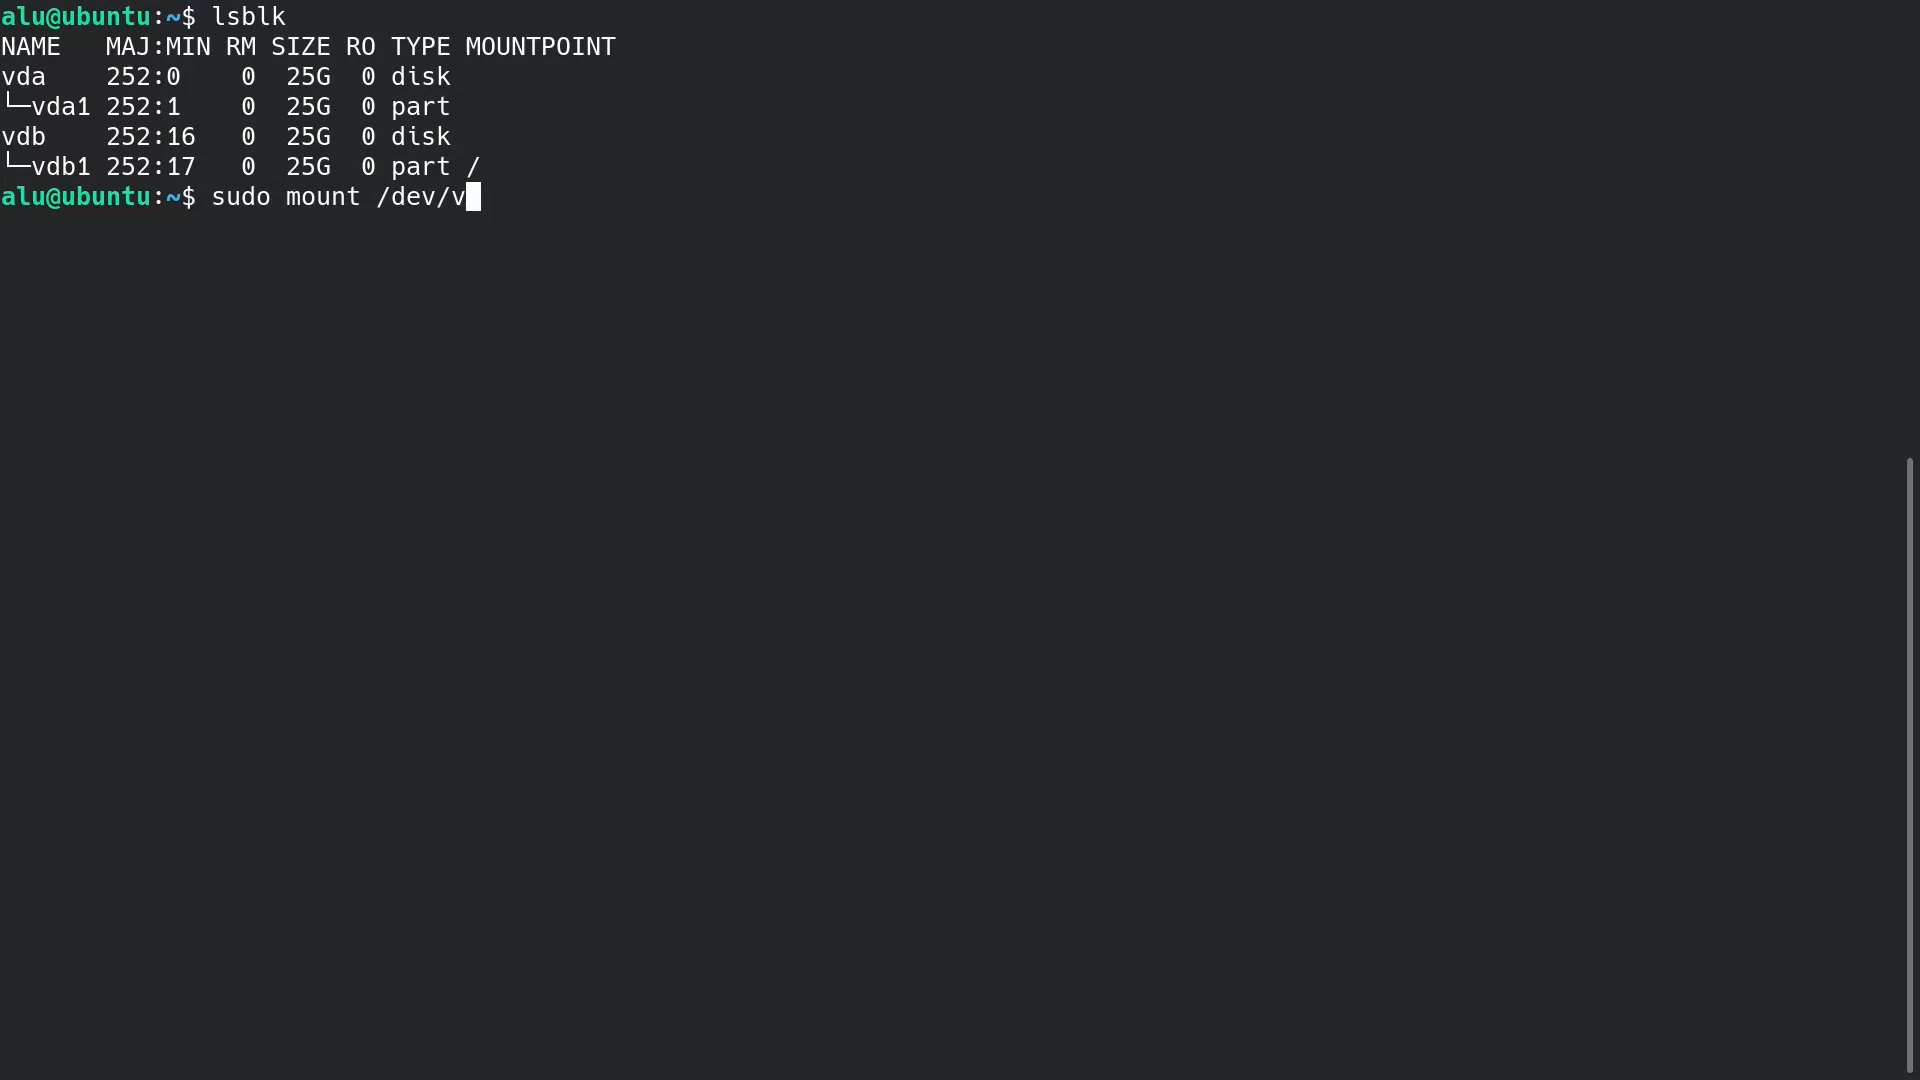 alu@ubuntu:~$ lsblk
NAME   MAJ:MIN RM SIZE RO TYPE MOUNTPOINT
vda    252:0    0  25G  0 disk
└─vda1 252:1    0  25G  0 part
vdb    252:16   0  25G  0 disk
└─vdb1 252:17   0  25G  0 part /
alu@ubuntu:~$ sudo mount /dev/v